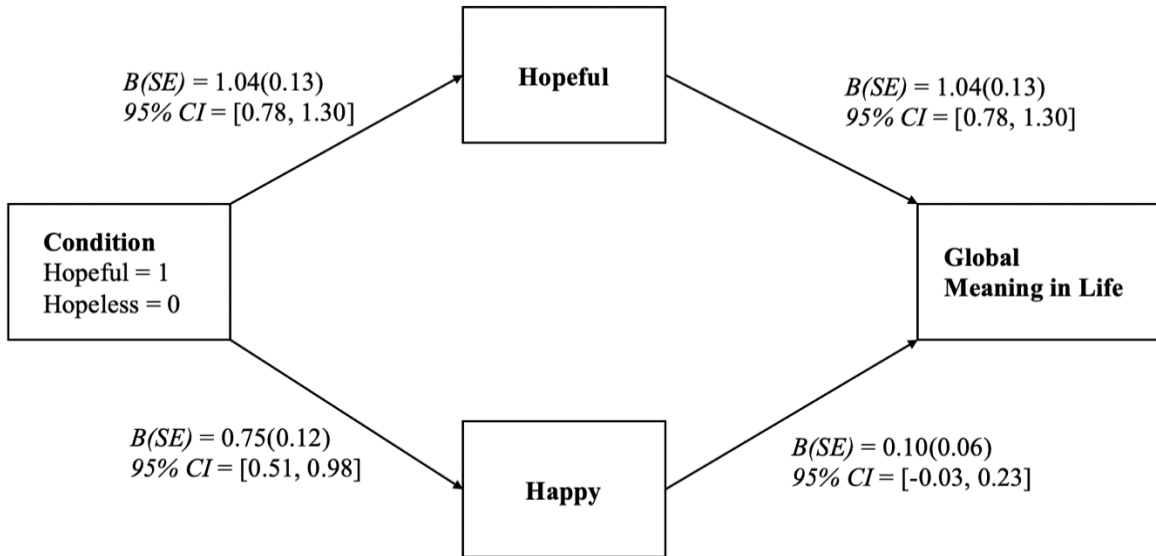 B(SE) = 1.04(0.13)
95% CI = [0.78, 1.30]
Hopeful
B(SE) = 1.04(0.13)
95% CI = [0.78, 1.30]
Condition
Hopeful = 1
Hopeless = 0
Global
Meaning in Life
B(SE) = 0.75(0.12)
95% CI = [0.51, 0.98]
Happy
B(SE) = 0.10(0.06)
95% CI = [-0.03, 0.23]